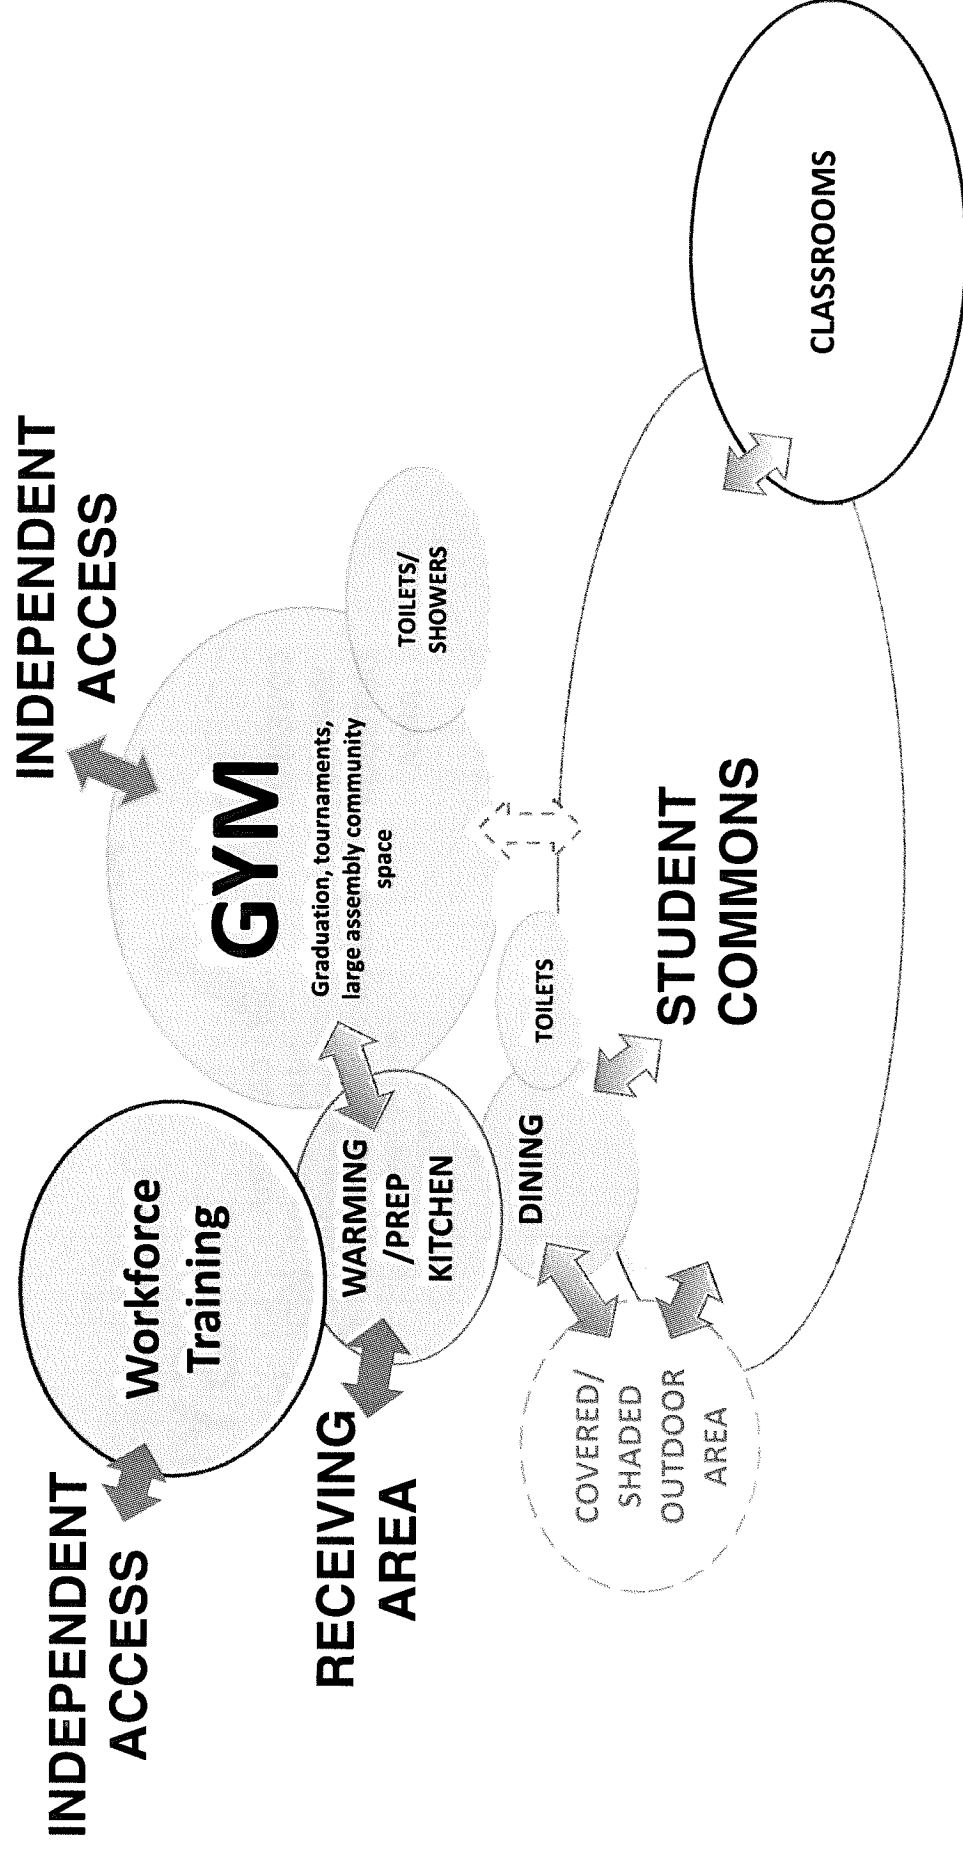 INDEPENDENT
ACCESS
INDEPENDENT
ACCESS
Workforce
Training
GYM
Graduation, tournaments,
large assembly community
space
TOILETS/
SHOWERS
RECEIVING
AREA
WARMING
/PREP
KITCHEN
DINING
TOILETS
COVERED/
SHADED
OUTDOOR
AREA
STUDENT
COMMONS
CLASSROOMS